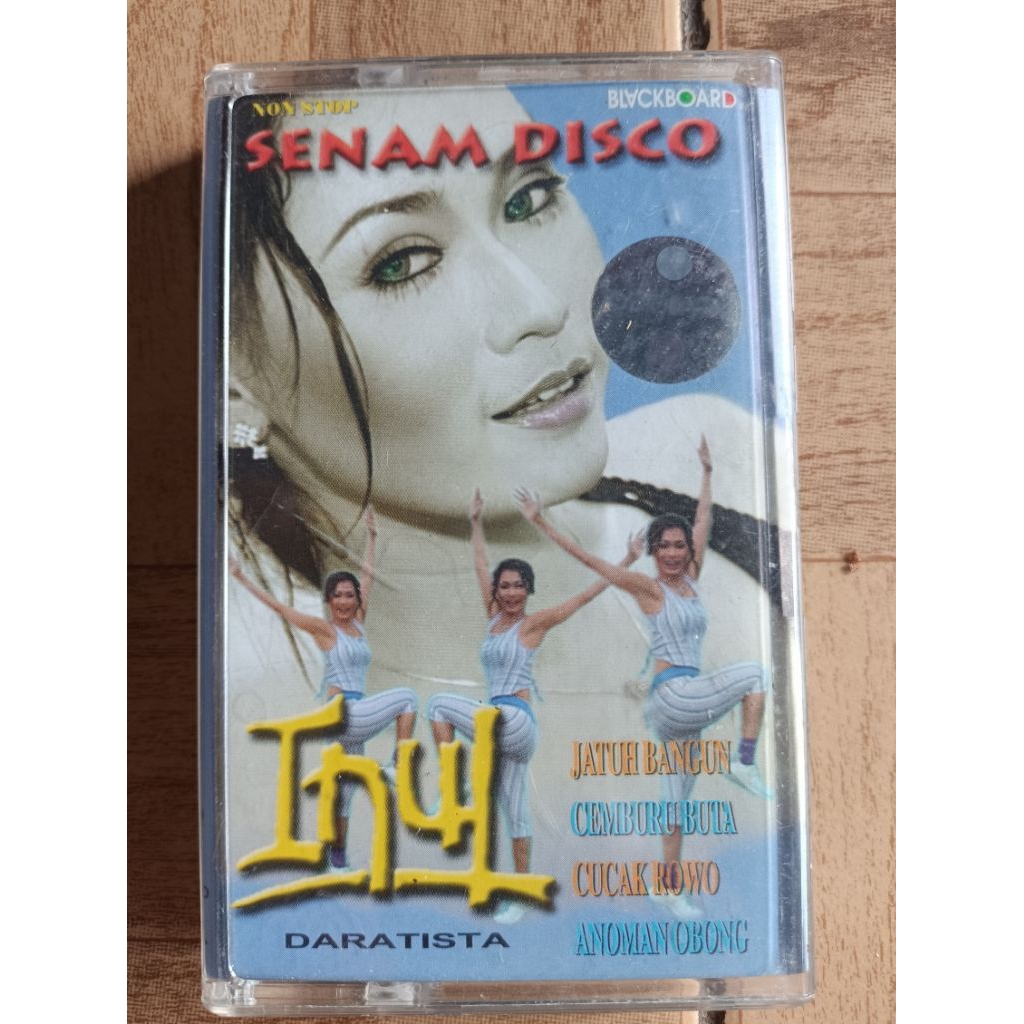 NON STOP
BLACKBOARD
SENAM DISCO
Inul
DARATISTA
JATUH BANGUN
CEMBURU BUTA
CUCAK ROWO
ANOMAN OBONG